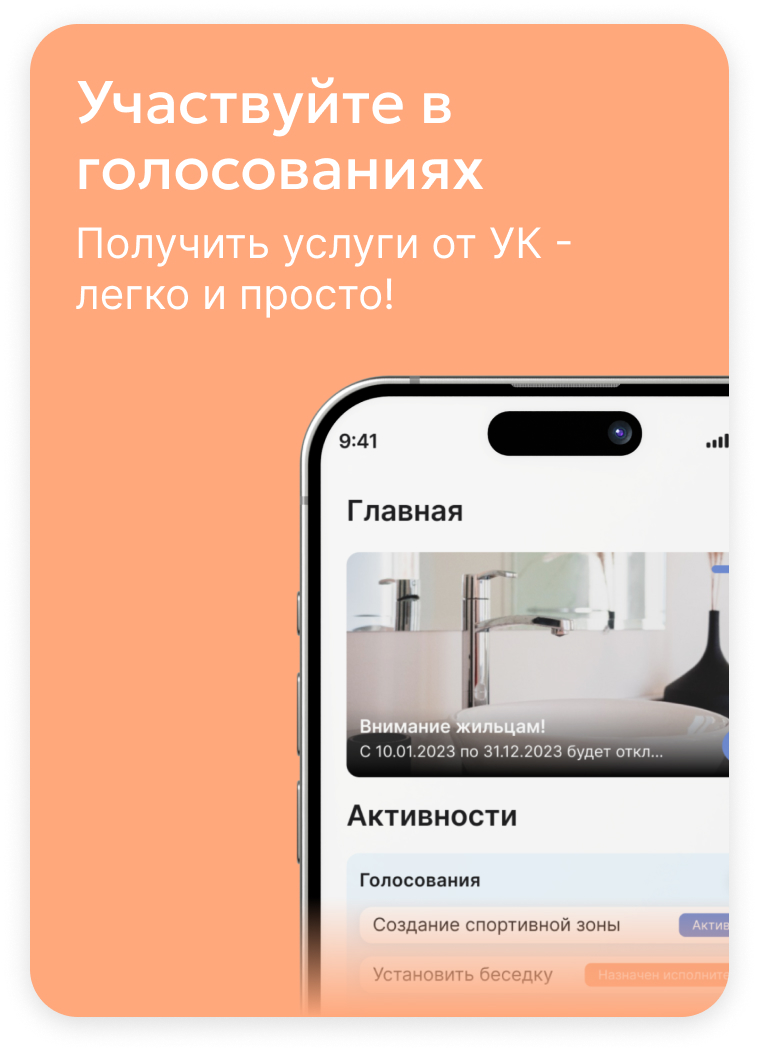 Участвуйте в
голосованиях
Получить услуги от УК -
легко и просто!
9:41
Главная
Внимание жильцам!
С 10.01.2023 по 31.12.2023 будет откл...
Активности
Голосования
Создание спортивной зоны Актив
Установить беседку Назначен исполните